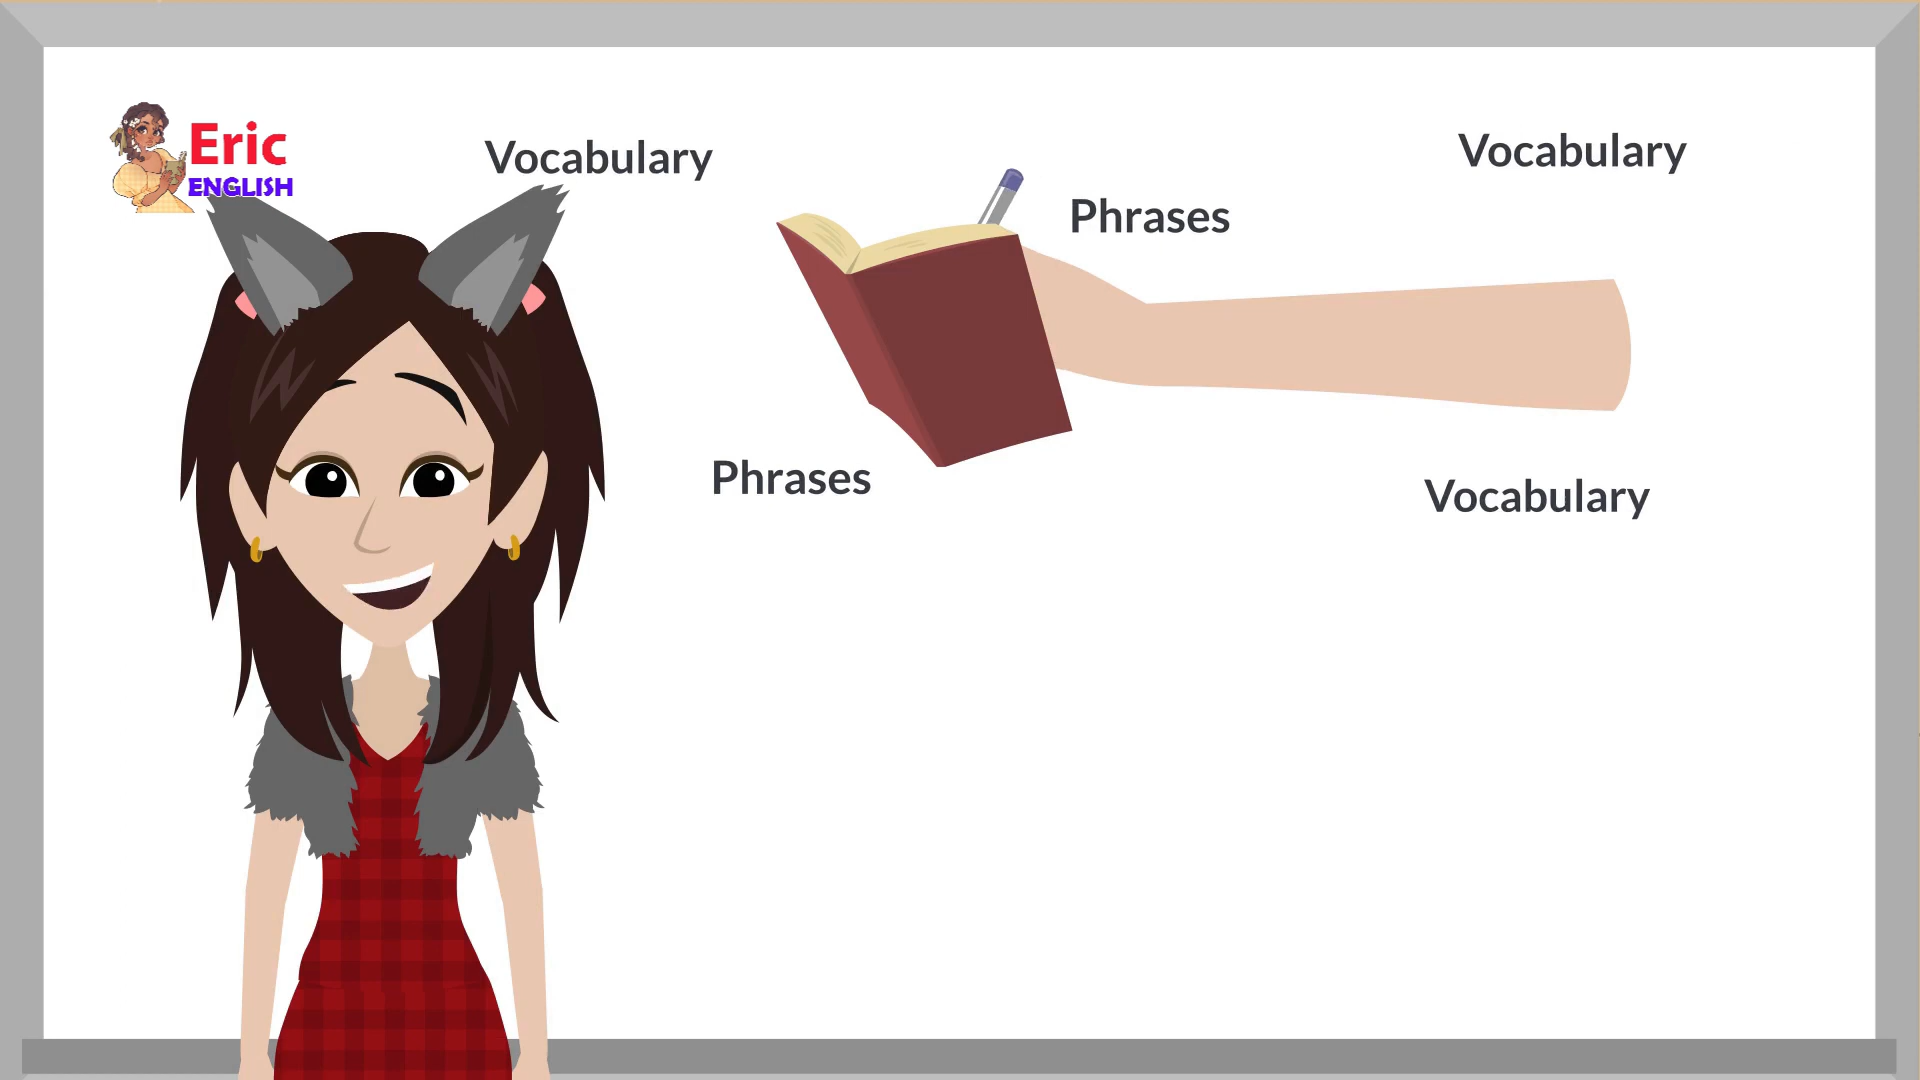 Eric
ENGLISH
Vocabulary
Vocabulary
Phrases
Phrases
Vocabulary